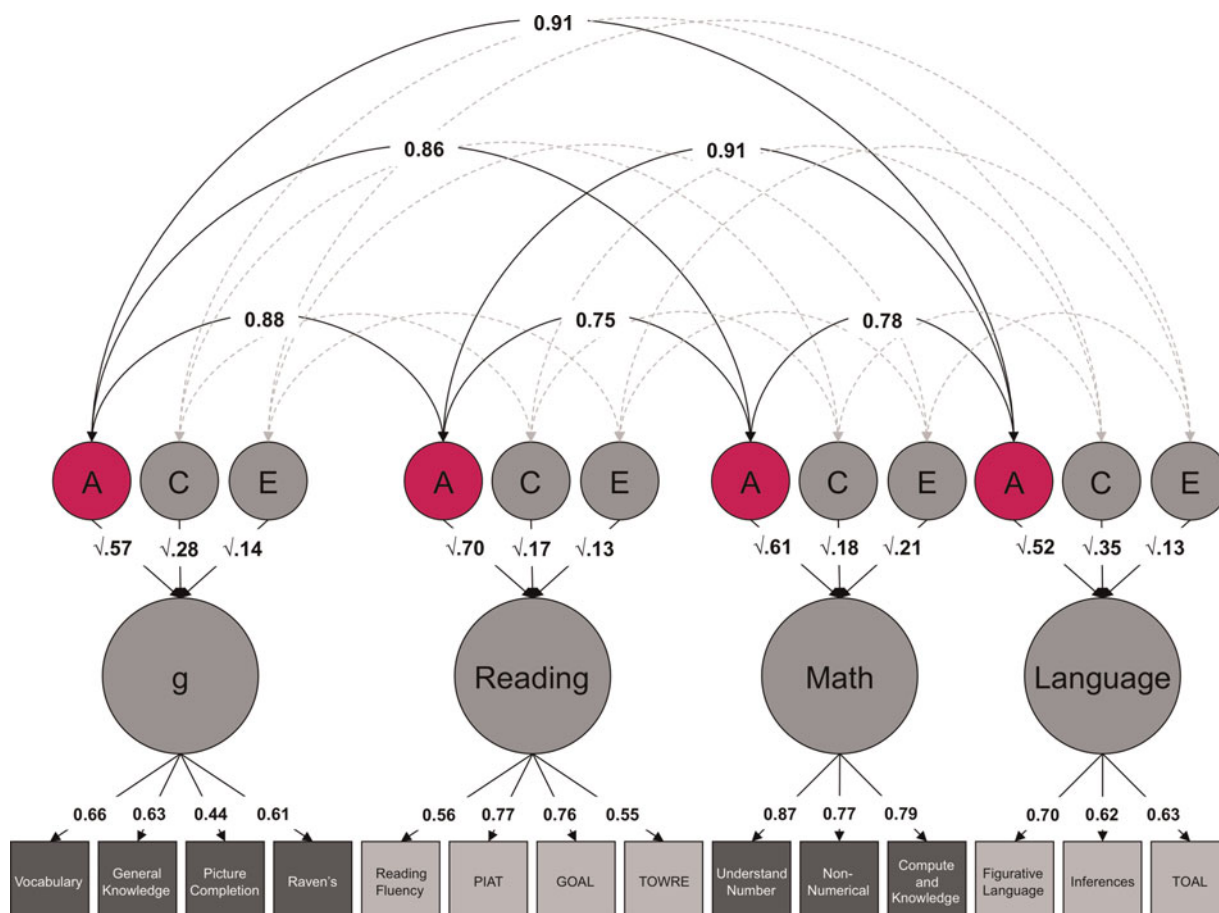 0.91
0.86
0.91
0.88
0.75
0.78
A C E A C E A C E A C E
√.57 √.28 √.14 √.70 √.17 √.13 √.61 √.18 √.21 √.52 √.35 √.13
g Reading Math Language
0.66 0.63 0.44 0.61 0.56 0.77 0.76 0.55 0.87 0.77 0.79 0.70 0.62 0.63
Vocabulary
General
Knowledge
Picture
Completion
Raven's
Reading
Fluency
PIAT
GOAL
TOWRE
Understand
Number
Non-
Numerical
Compute
and
Knowledge
Figurative
Language
Inferences
TOAL